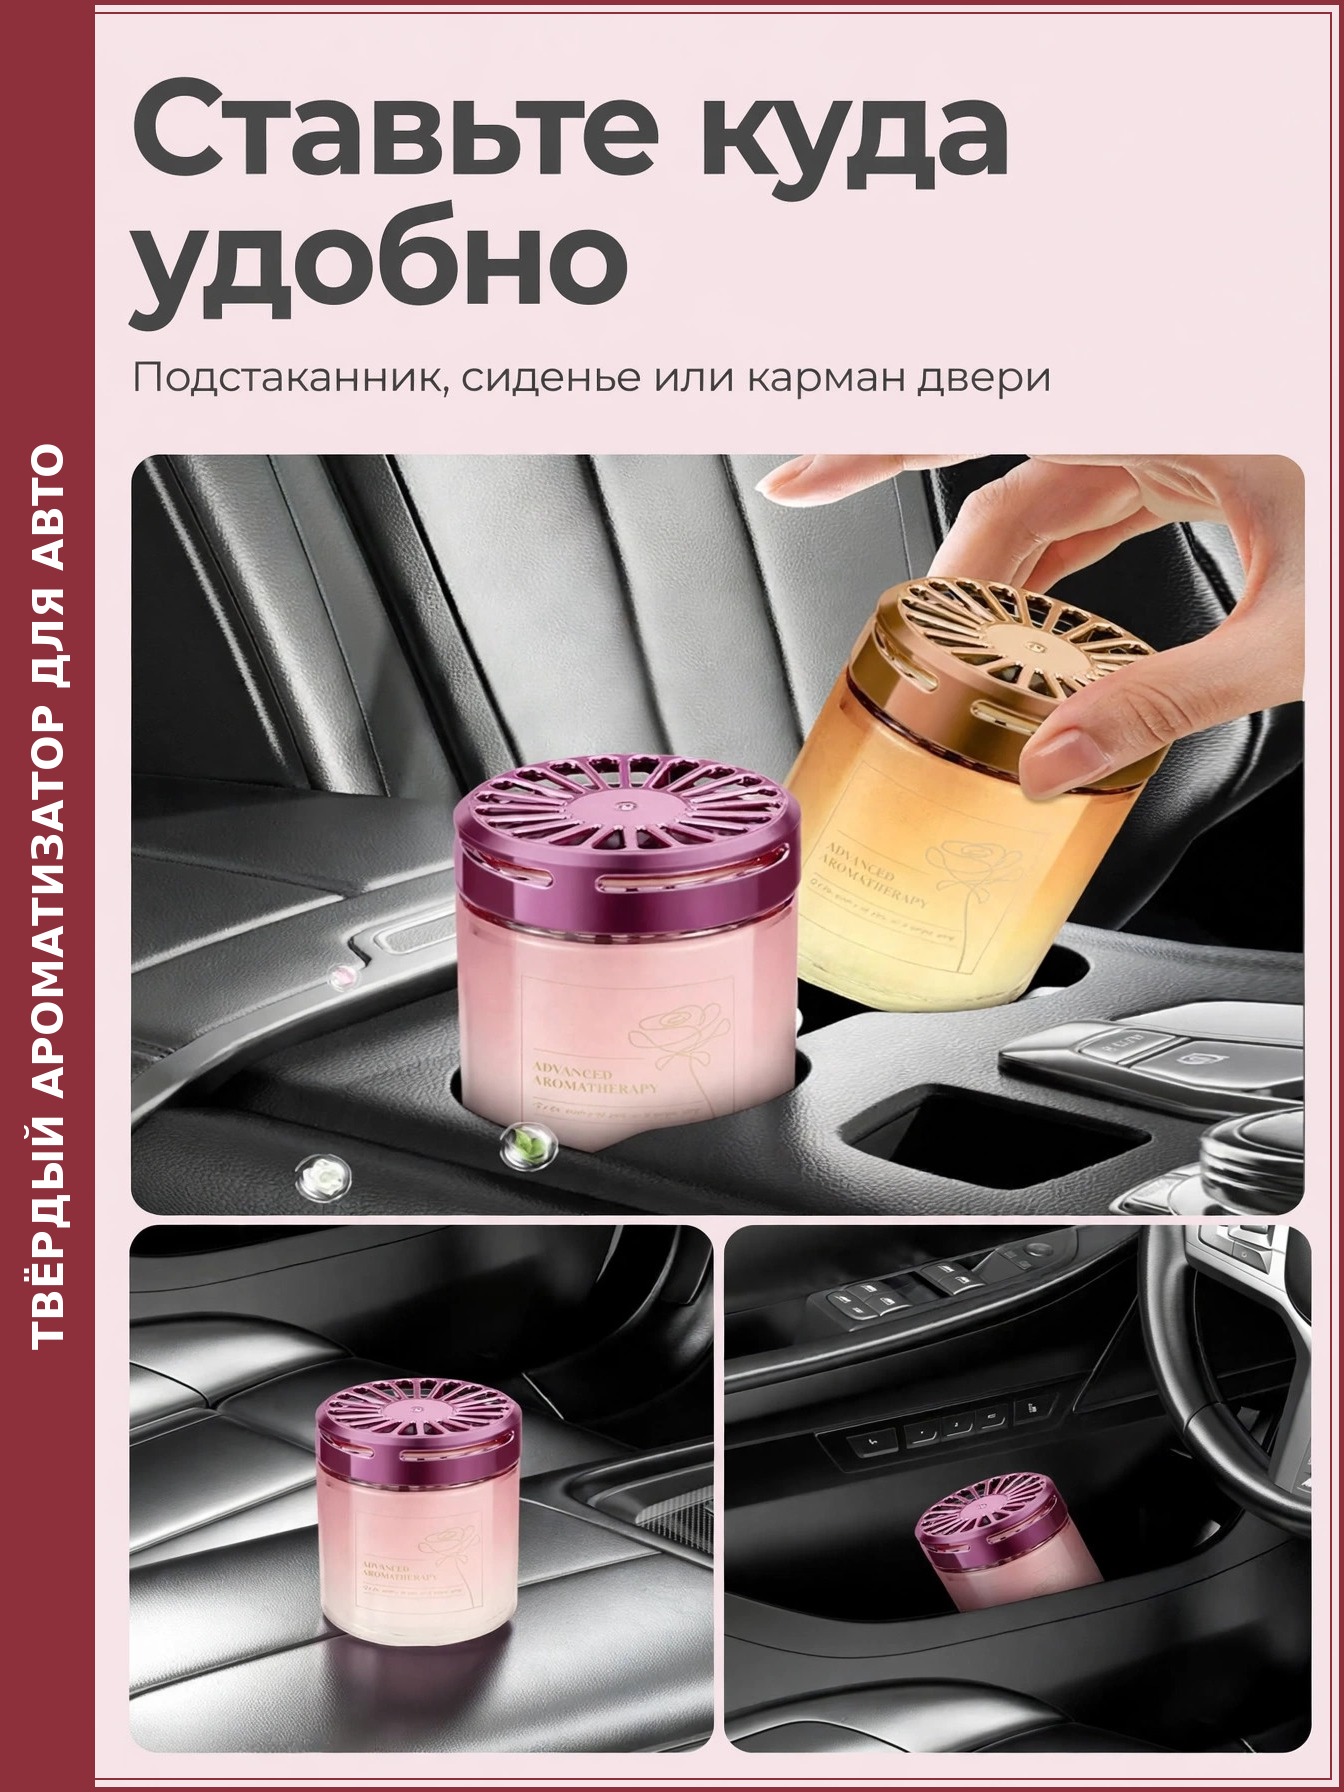 Ставьте куда
удобно
Подстаканник, сиденье или карман двери
ТВЁРДЫЙ АРОМАТИЗАТОР ДЛЯ АВТО
ADVANCED
AROMATHERAPY
ADVANCED
AROMATHERAPY
ADVANCED
AROMATHERAPY